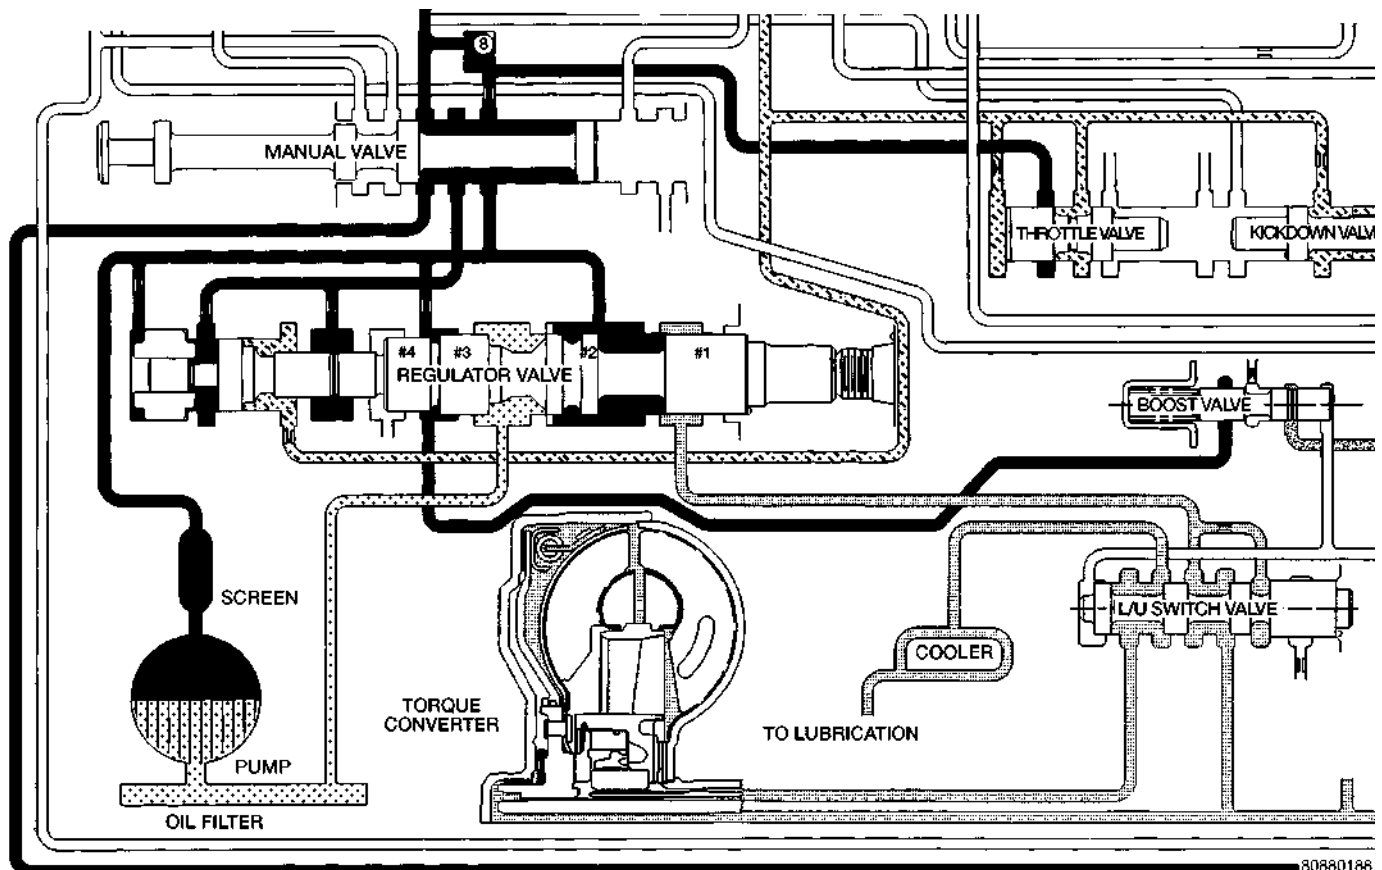 8
MANUAL VALVE
THROTTLE VALVE
KICKDOWN VALV
#4
#3
#2
#1
REGULATOR VALVE
BOOST VALVE
SCREEN
L/U SWITCH VALVE
COOLER
TORQUE
CONVERTER
TO LUBRICATION
PUMP
OIL FILTER
80880188